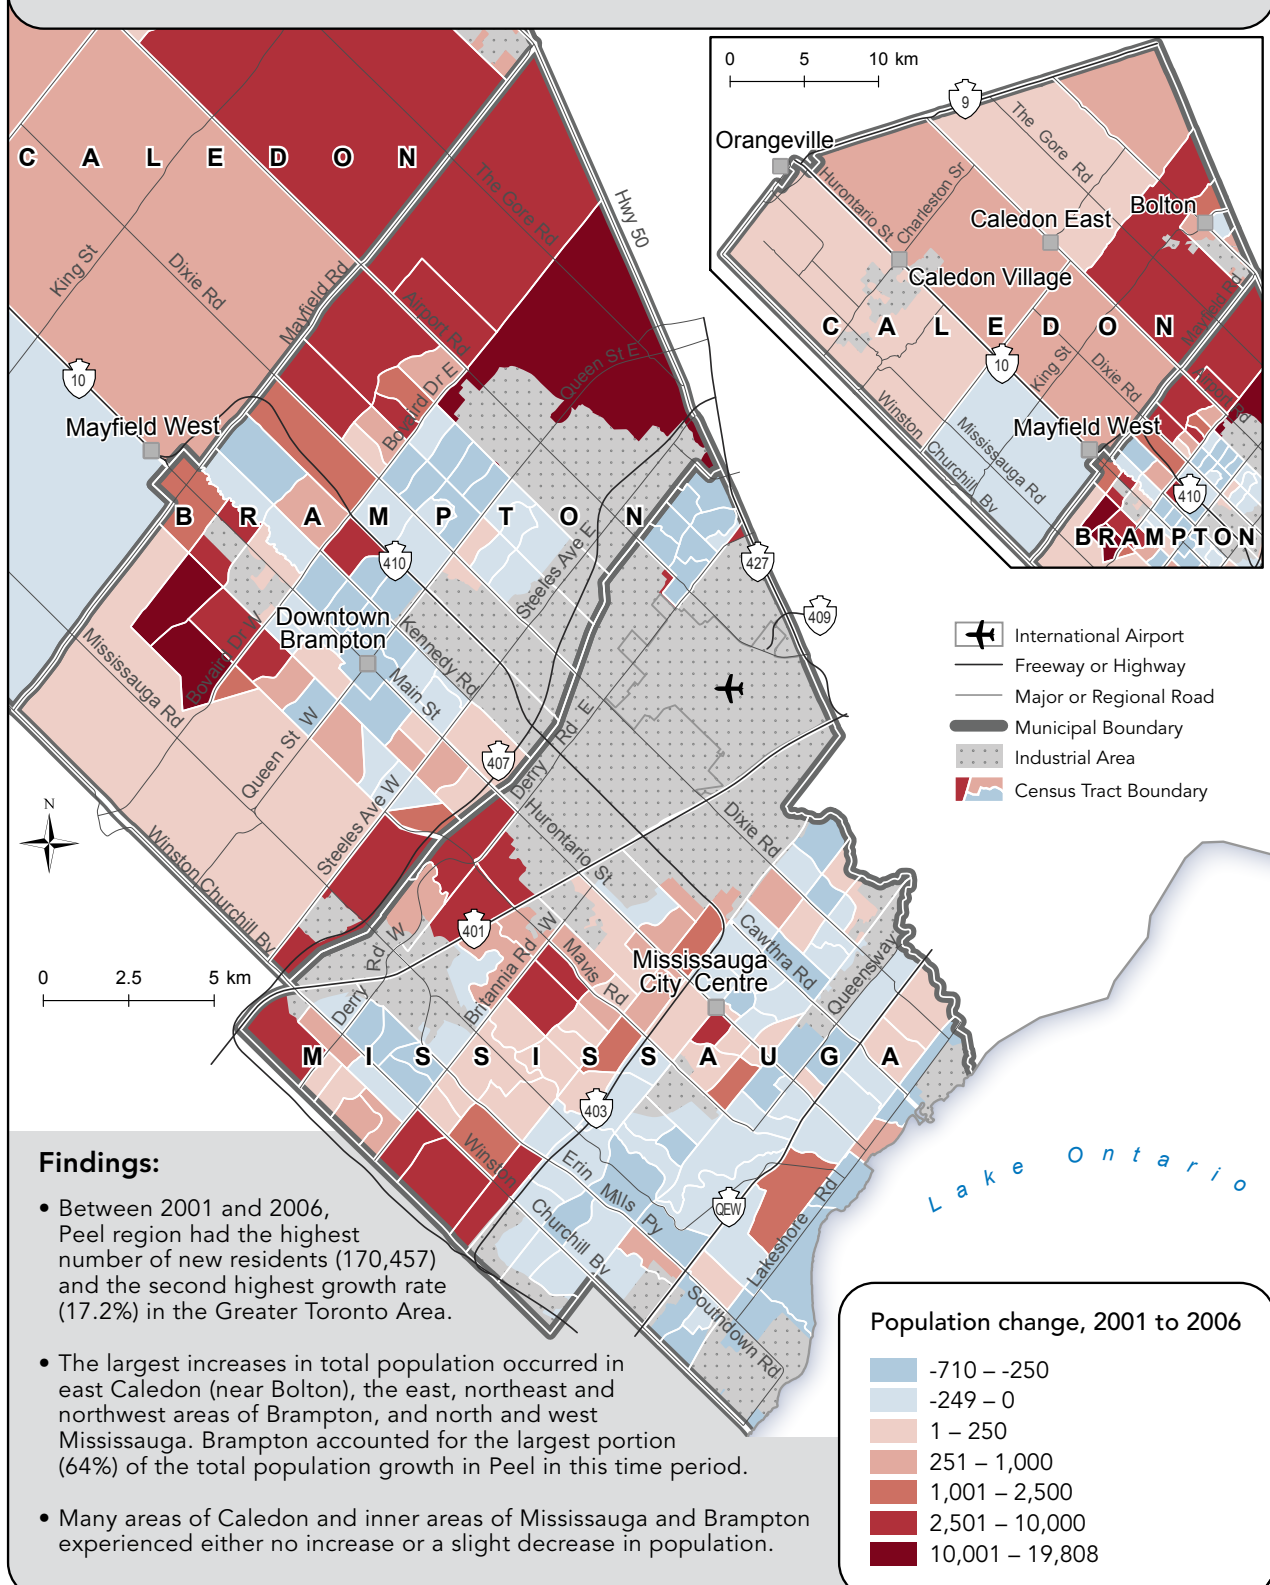 0 5 10 km
9
Orangeville
The Gore Rd
Hurontario St
Charleston Sr
Bolton
Caledon East
Caledon Village
CALEDON
Mayfield Rd
10
King St
Dixie Rd
Airport Rd
Winston Churchill Bv
Mississauga Rd
Mayfield West
410
BRAMPTON
CALEDON
The Gore Rd
Hwy 50
King St
Dixie Rd
Mayfield Rd
Airport Rd
10
Queen St E
Bovaird Dr E
Mayfield West
BRAMPTON
410
Steeles Ave E
427
409
Downtown
Brampton
Kennedy Rd
Main St
Bovaird Dr W
Mississauga Rd
Queen St W
407
Derry Rd E
Hurontario St
Dixie Rd
N
Steeles Ave W
Winston Churchill Bv
International Airport
Freeway or Highway
Major or Regional Road
Municipal Boundary
Industrial Area
Census Tract Boundary
401
Derry Rd W
Britannia Rd W
Mavis Rd
Cawthra Rd
Queensway
Mississauga
City Centre
0 2.5 5 km
MISSISSAUGA
403
Winston Churchill Bv
Erin Mills Py
QEW
Lakeshore Rd
Southdown Rd
Lake Ontario
Findings:
• Between 2001 and 2006,
Peel region had the highest
number of new residents (170,457)
and the second highest growth rate
(17.2%) in the Greater Toronto Area.
• The largest increases in total population occurred in
east Caledon (near Bolton), the east, northeast and
northwest areas of Brampton, and north and west
Mississauga. Brampton accounted for the largest portion
(64%) of the total population growth in Peel in this time period.
• Many areas of Caledon and inner areas of Mississauga and Brampton
experienced either no increase or a slight decrease in population.
Population change, 2001 to 2006
-710 – -250
-249 – 0
1 – 250
251 – 1,000
1,001 – 2,500
2,501 – 10,000
10,001 – 19,808